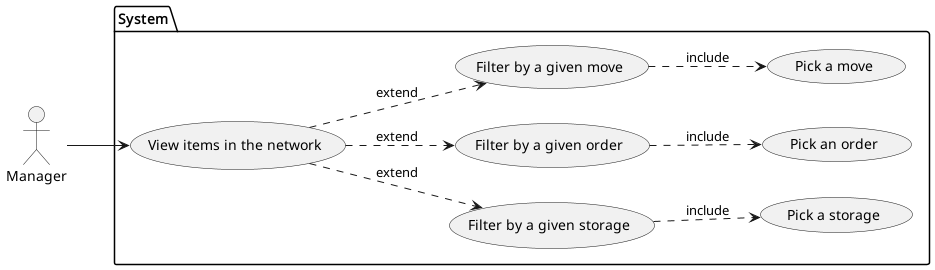 System
Filter by a given move
include
Pick a move
extend
Manager
View items in the network
extend
Filter by a given order
include
Pick an order
extend
Filter by a given storage
include
Pick a storage